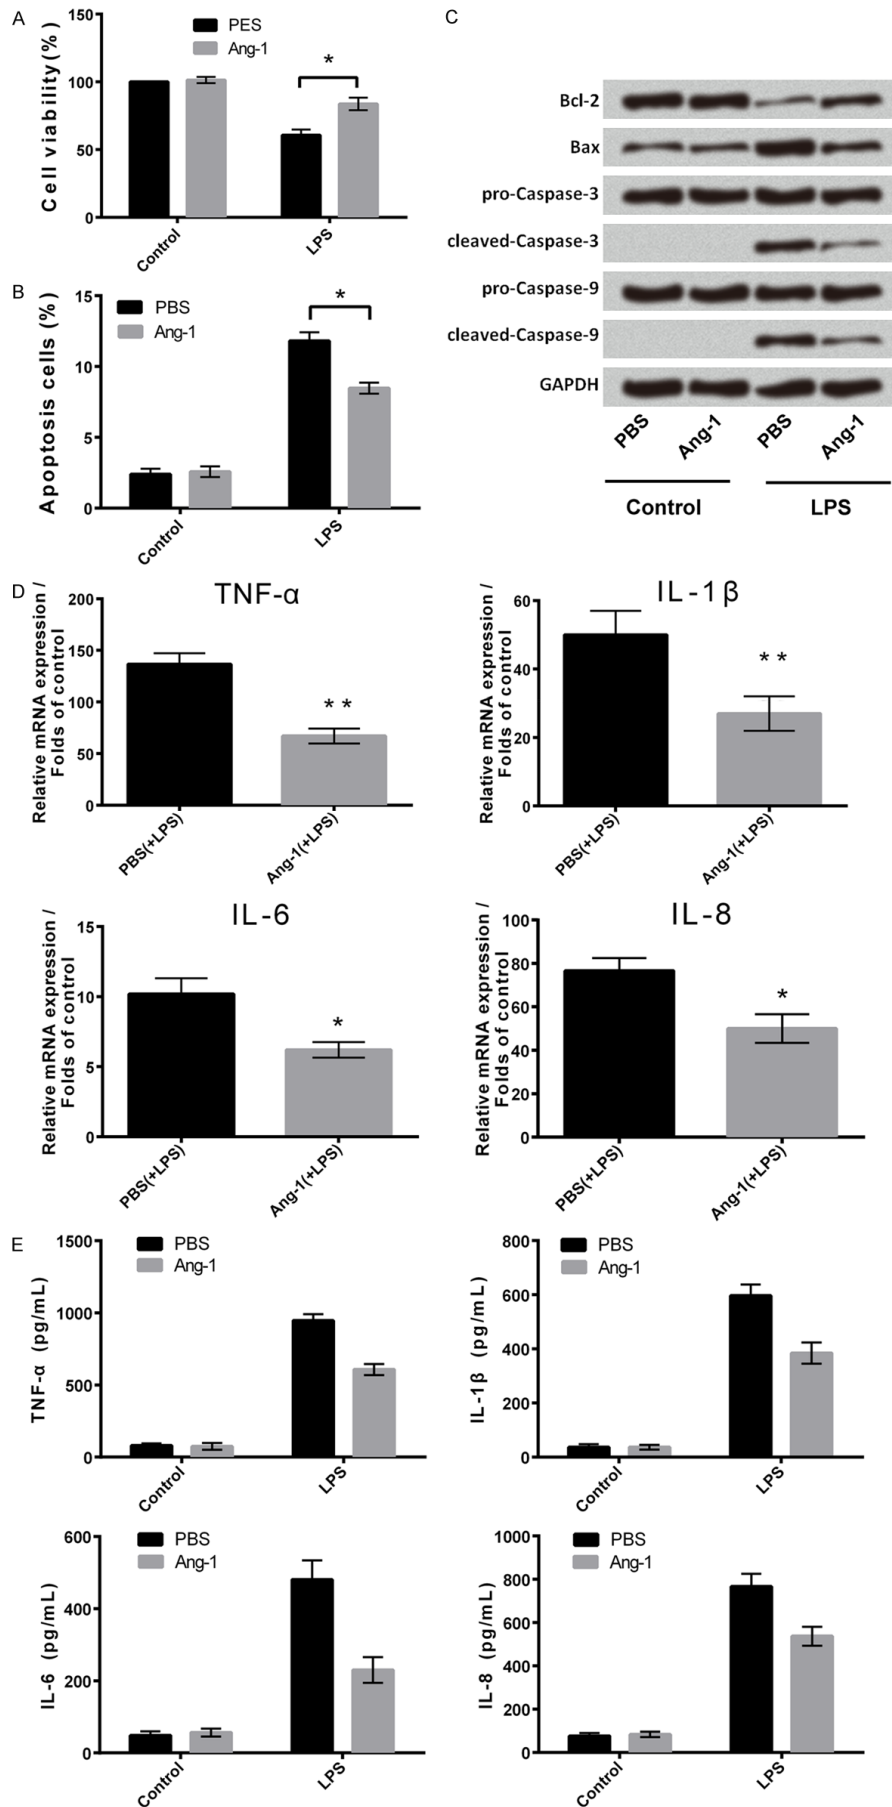 A
Cell viability(%)
150
100
50
0
PES
Ang-1
*
Control
LPS
B
Apoptosis cells (%)
15
10
5
0
PBS
Ang-1
*
Control
LPS
C
Bcl-2
Bax
pro-Caspase-3
cleaved-Caspase-3
pro-Caspase-9
cleaved-Caspase-9
GAPDH
PBS
Ang-1
PBS
Ang-1
Control
LPS
D
TNF-α
Relative mRNA expression /
Folds of control
200
150
100
50
0
* *
PBS(+LPS)
Ang-1(+LPS)
IL-1β
Relative mRNA expression /
Folds of control
60
40
20
0
* *
PBS(+LPS)
Ang-1(+LPS)
IL-6
Relative mRNA expression /
Folds of control
15
10
5
0
*
PBS(+LPS)
Ang-1(+LPS)
IL-8
Relative mRNA expression /
Folds of control
100
80
60
40
20
0
*
PBS(+LPS)
Ang-1(+LPS)
E
TNF-α (pg/mL)
1500
1000
500
0
PBS
Ang-1
Control
LPS
IL-1β (pg/mL)
800
600
400
200
0
PBS
Ang-1
Control
LPS
IL-6 (pg/mL)
600
400
200
0
PBS
Ang-1
Control
LPS
IL-8 (pg/mL)
1000
800
600
400
200
0
PBS
Ang-1
Control
LPS